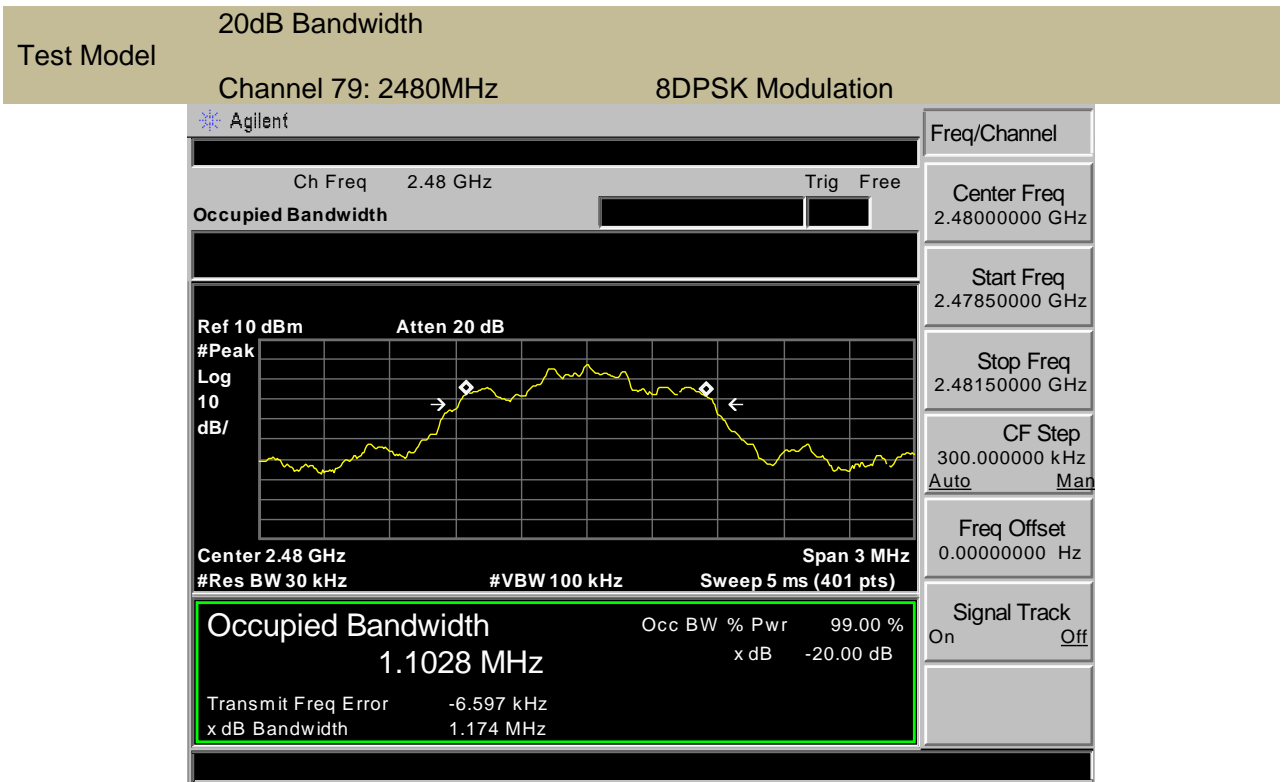 20dB Bandwidth
Test Model
Channel 79: 2480MHz 8DPSK Modulation
Agilent
Freq/Channel
Ch Freq 2.48 GHz Trig Free
Occupied Bandwidth
Center Freq
2.48000000 GHz
Start Freq
2.47850000 GHz
Ref 10 dBm Atten 20 dB
#Peak
Log
10
dB/
Stop Freq
2.48150000 GHz
CF Step
300.000000 kHz
Auto Man
Center 2.48 GHz Span 3 MHz
#Res BW 30 kHz #VBW 100 kHz Sweep 5 ms (401 pts)
Freq Offset
0.00000000 Hz
Occupied Bandwidth Occ BW % Pwr 99.00 %
1.1028 MHz x dB -20.00 dB
Transmit Freq Error -6.597 kHz
x dB Bandwidth 1.174 MHz
Signal Track
On Off